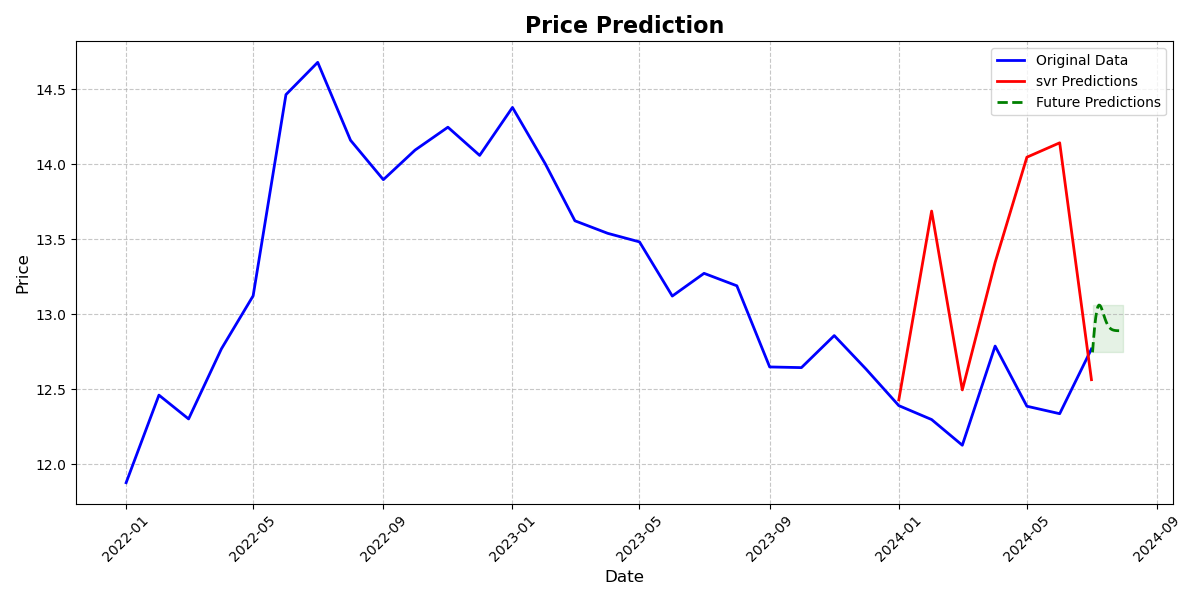 Price Prediction
Original Data
svr Predictions
Future Predictions
Price
14.5
14.0
13.5
13.0
12.5
12.0
2022-01
2022-05
2022-09
2023-01
2023-05
2023-09
2024-01
2024-05
2024-09
Date